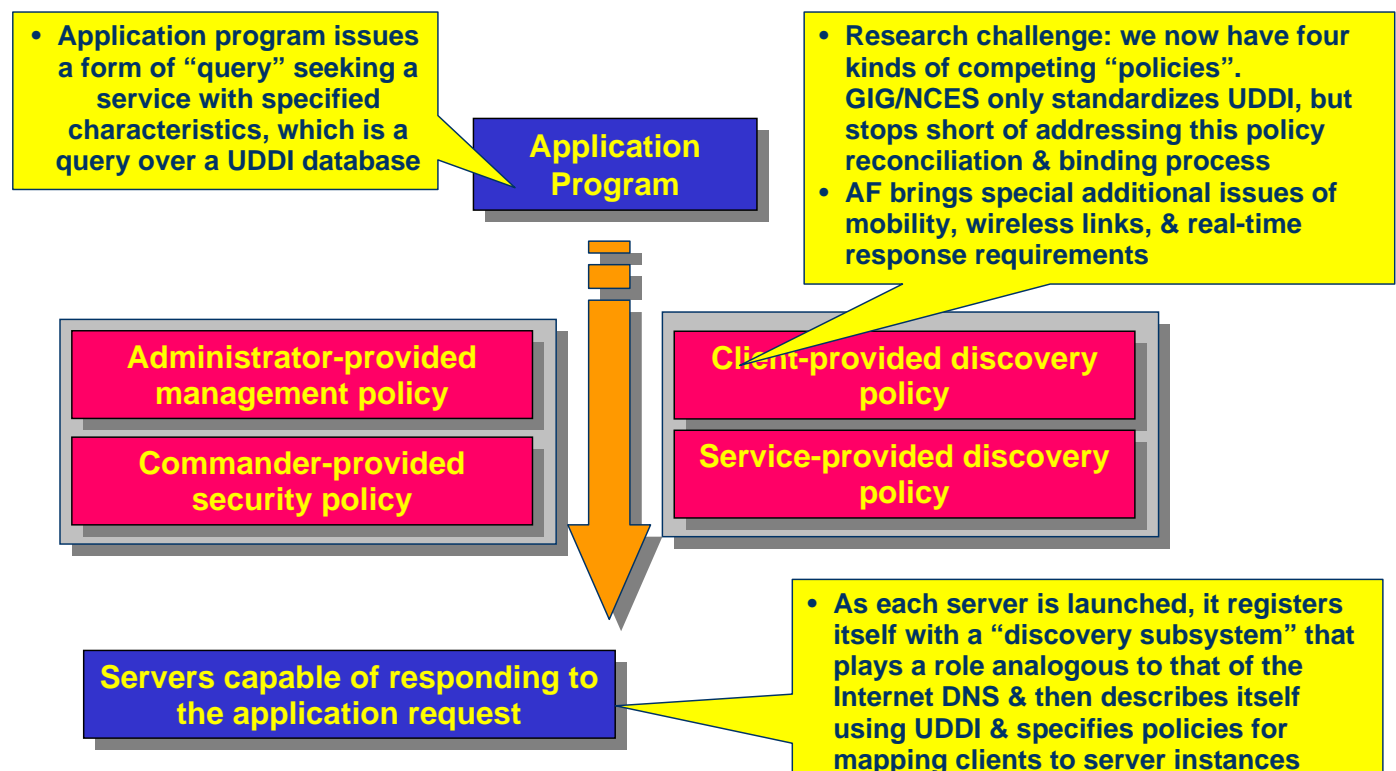 • Application program issues
a form of “query” seeking a
service with specified
characteristics, which is a
query over a UDDI database
• Research challenge: we now have four
kinds of competing “policies”.
GIG/NCES only standardizes UDDI, but
stops short of addressing this policy
reconciliation & binding process
• AF brings special additional issues of
mobility, wireless links, & real-time
response requirements
Application
Program
Administrator-provided
management policy
Commander-provided
security policy
Client-provided discovery
policy
Service-provided discovery
policy
Servers capable of responding to
the application request
• As each server is launched, it registers
itself with a “discovery subsystem” that
plays a role analogous to that of the
Internet DNS & then describes itself
using UDDI & specifies policies for
mapping clients to server instances